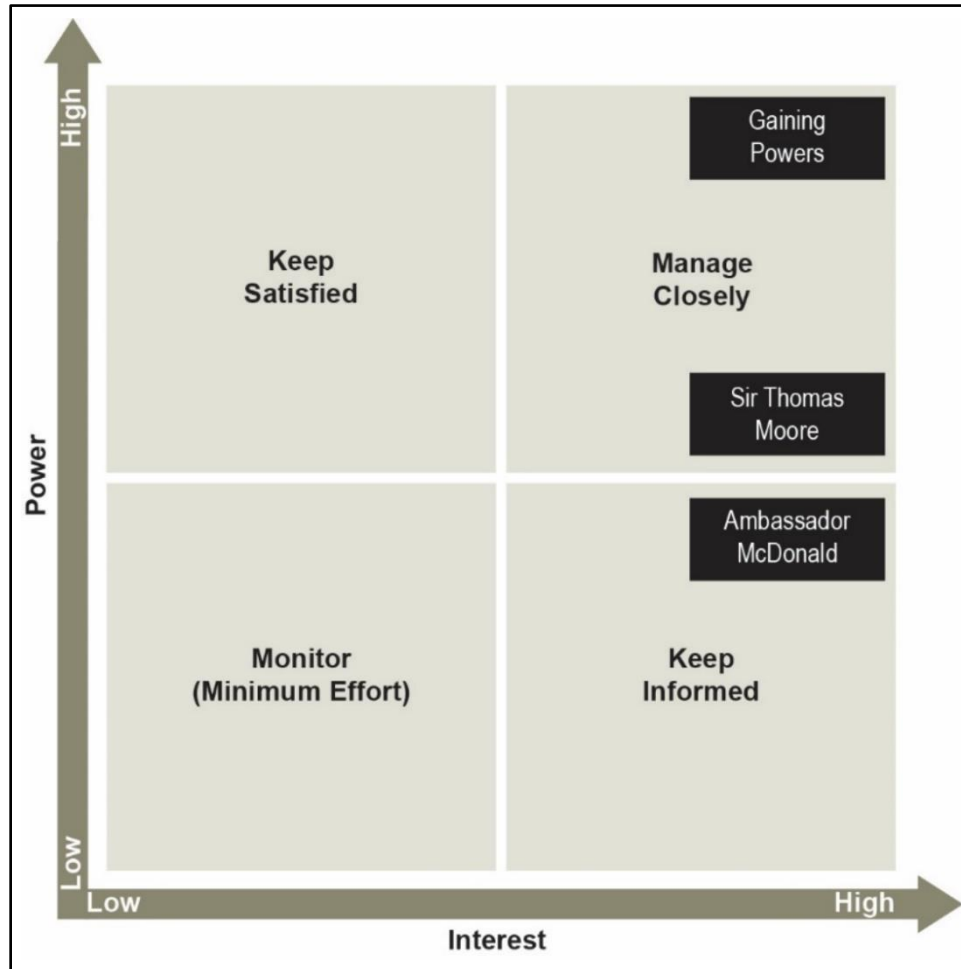 High
Gaining
Powers
Keep
Satisfied
Manage
Closely
Sir Thomas
Moore
Power
Ambassador
McDonald
Monitor
(Minimum Effort)
Keep
Informed
Low
Low
High
Interest